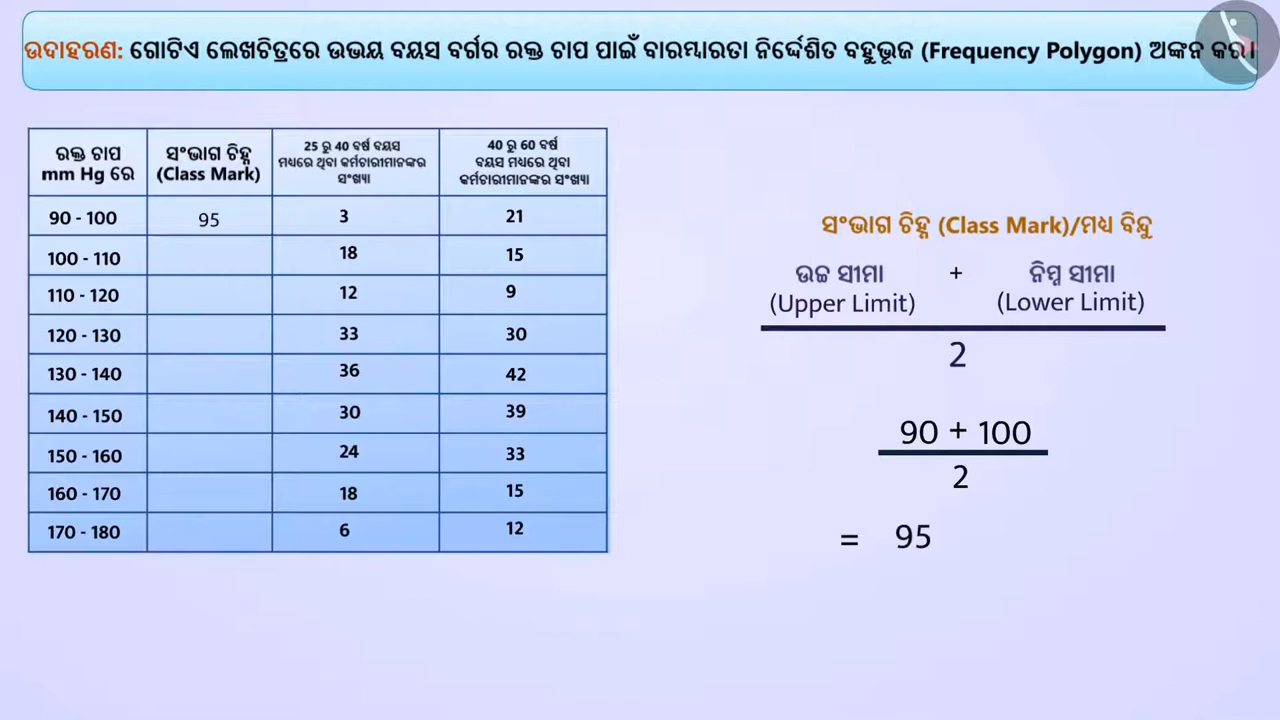 ଉଦାହରଣ: ଗୋଟିଏ ଲେଖଚିତ୍ରରେ ଉଭୟ ବୟସ ବର୍ଗର ରକ୍ତ ଚାପ ପାଇଁ ବାରମ୍ବାରତା ନିର୍ଦ୍ଦେଶିତ ବହୁଭୂଜ (Frequency Polygon) ଅଙ୍କନ କର।
ରକ୍ତ ଚାପ
mm Hg ରେ
ସଂଭାଗ ଚିହ୍ନ
(Class Mark)
25 ରୁ 40 ବର୍ଷ ବୟସ
ମଧ୍ୟରେ ଥିବା କର୍ମଚାରୀମାନଙ୍କର
ସଂଖ୍ୟା
40 ରୁ 60 ବର୍ଷ
ବୟସ ମଧ୍ୟରେ ଥିବା
କର୍ମଚାରୀମାନଙ୍କର ସଂଖ୍ୟା
90 - 100 95 3 21
100 - 110 18 15
110 - 120 12 9
120 - 130 33 30
130 - 140 36 42
140 - 150 30 39
150 - 160 24 33
160 - 170 18 15
170 - 180 6 12
ସଂଭାଗ ଚିହ୍ନ (Class Mark)/ମଧ୍ୟ ବିନ୍ଦୁ
ଉଚ୍ଚ ସୀମା + ନିମ୍ନ ସୀମା
(Upper Limit) (Lower Limit)
2
90 + 100
2
= 95